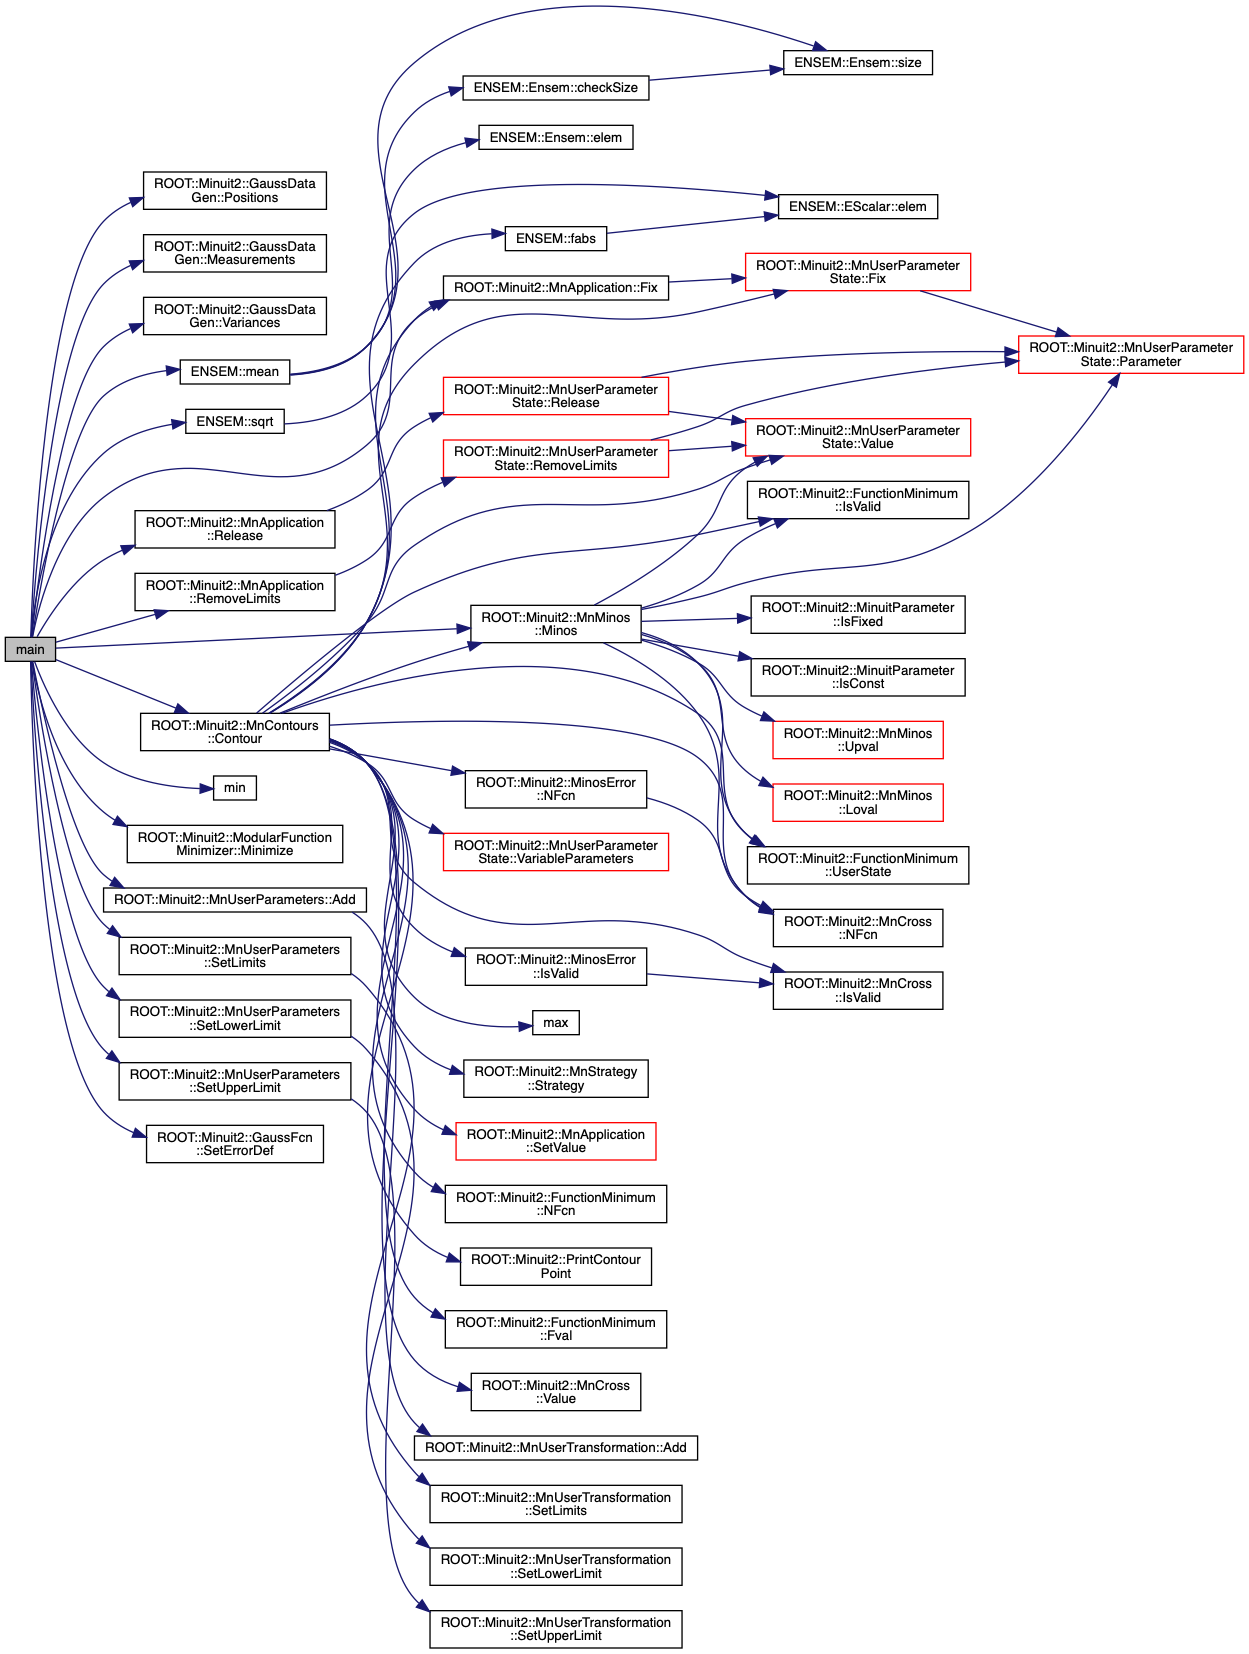 main
ROOT::Minuit2::GaussData
Gen::Positions
ROOT::Minuit2::GaussData
Gen::Measurements
ROOT::Minuit2::GaussData
Gen::Variances
ENSEM::mean
ENSEM::sqrt
ROOT::Minuit2::MnApplication
::Release
ROOT::Minuit2::MnApplication
::RemoveLimits
ROOT::Minuit2::MnContours
::Contour
min
ROOT::Minuit2::ModularFunction
Minimizer::Minimize
ROOT::Minuit2::MnUserParameters::Add
ROOT::Minuit2::MnUserParameters
::SetLimits
ROOT::Minuit2::MnUserParameters
::SetLowerLimit
ROOT::Minuit2::MnUserParameters
::SetUpperLimit
ROOT::Minuit2::GaussFcn
::SetErrorDef
ENSEM::Ensem::checkSize
ENSEM::Ensem::elem
ENSEM::fabs
ROOT::Minuit2::MnApplication::Fix
ROOT::Minuit2::MnUserParameter
State::Release
ROOT::Minuit2::MnUserParameter
State::RemoveLimits
ROOT::Minuit2::MnMinos
::Minos
ROOT::Minuit2::MinosError
::NFcn
ROOT::Minuit2::MnUserParameter
State::VariableParameters
ROOT::Minuit2::MinosError
::IsValid
max
ROOT::Minuit2::MnStrategy
::Strategy
ROOT::Minuit2::MnApplication
::SetValue
ROOT::Minuit2::FunctionMinimum
::NFcn
ROOT::Minuit2::PrintContour
Point
ROOT::Minuit2::FunctionMinimum
::Fval
ROOT::Minuit2::MnCross
::Value
ROOT::Minuit2::MnUserTransformation::Add
ROOT::Minuit2::MnUserTransformation
::SetLimits
ROOT::Minuit2::MnUserTransformation
::SetLowerLimit
ROOT::Minuit2::MnUserTransformation
::SetUpperLimit
ENSEM::Ensem::size
ENSEM::EScalar::elem
ROOT::Minuit2::MnUserParameter
State::Fix
ROOT::Minuit2::MnUserParameter
State::Value
ROOT::Minuit2::FunctionMinimum
::IsValid
ROOT::Minuit2::MinuitParameter
::IsFixed
ROOT::Minuit2::MinuitParameter
::IsConst
ROOT::Minuit2::MnMinos
::Upval
ROOT::Minuit2::MnMinos
::Loval
ROOT::Minuit2::FunctionMinimum
::UserState
ROOT::Minuit2::MnCross
::NFcn
ROOT::Minuit2::MnCross
::IsValid
ROOT::Minuit2::MnUserParameter
State::Parameter